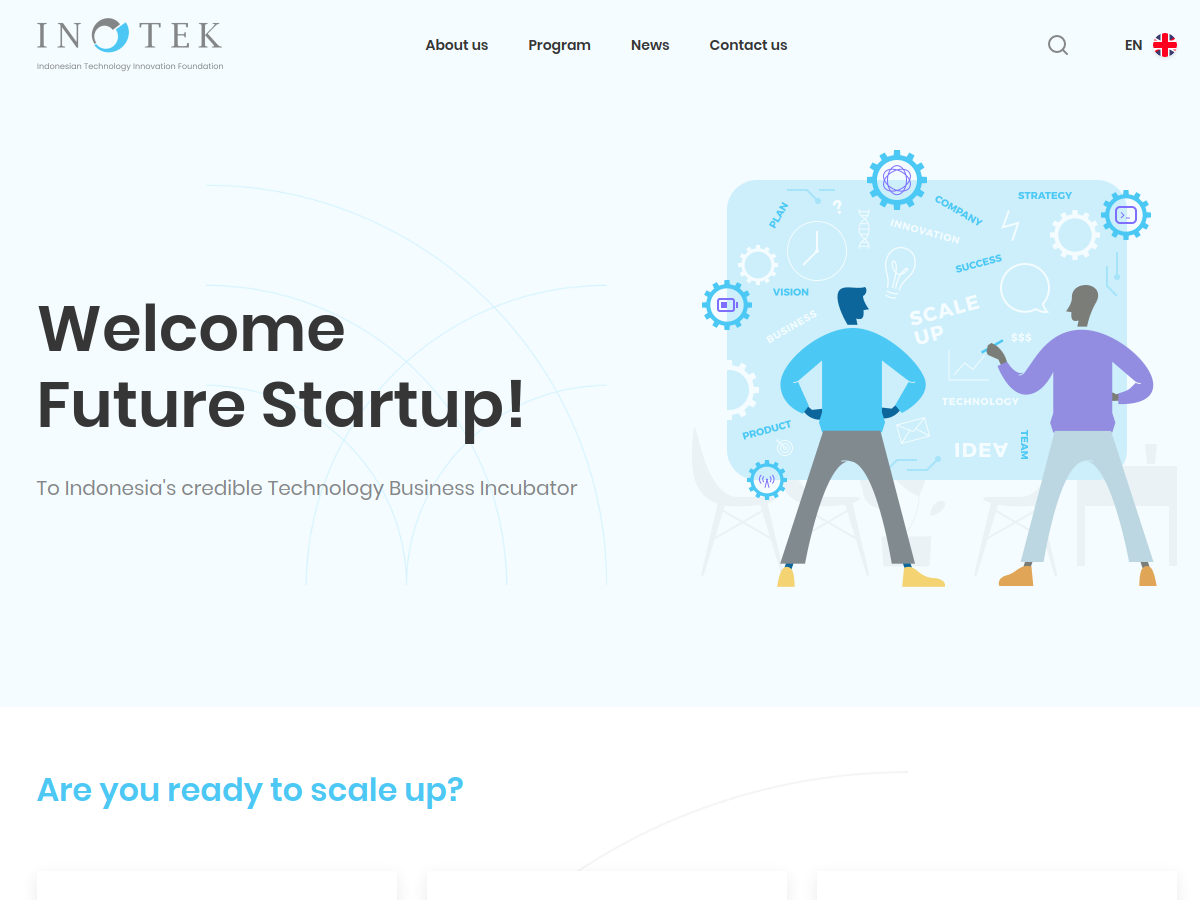 INOTEK
Indonesian Technology Innovation Foundation
About us
Program
News
Contact us
EN
Welcome
Future Startup!
To Indonesia's credible Technology Business Incubator
PLAN
?
COMPANY
STRATEGY
INNOVATION
SUCCESS
VISION
BUSINESS
SCALE
UP
$$$
TECHNOLOGY
PRODUCT
IDEA
TEAM
Are you ready to scale up?